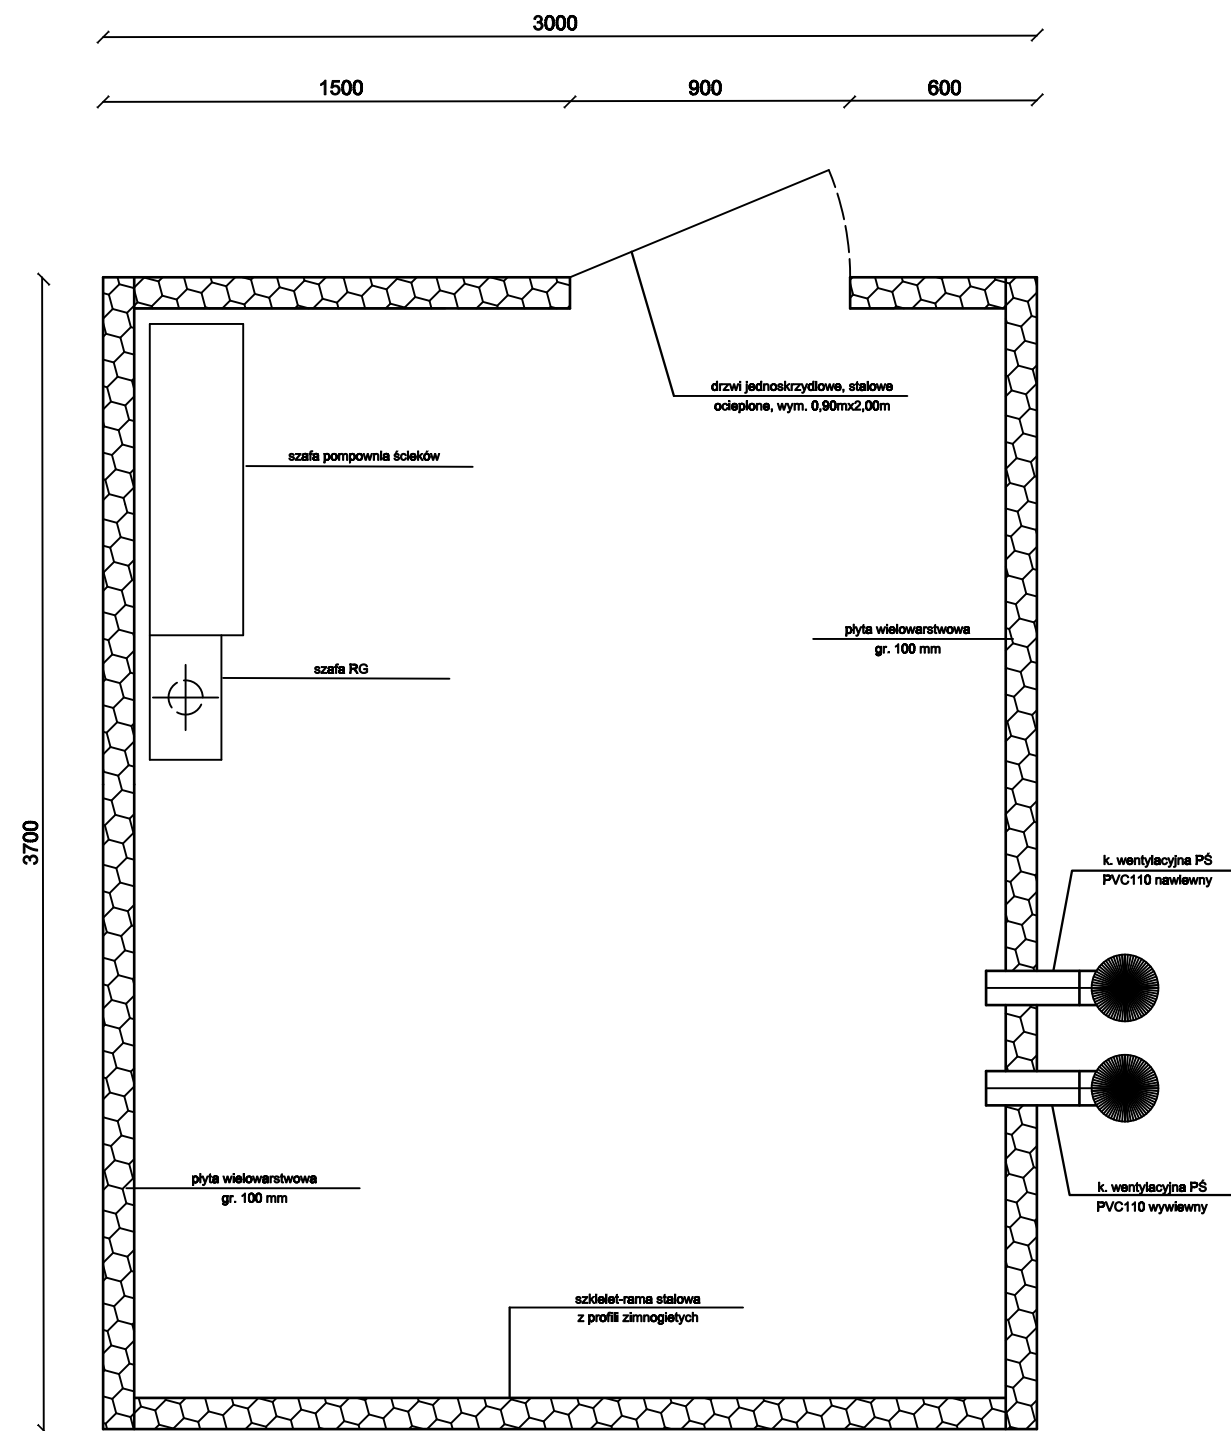 3000
1500
900
600
drzwi jednoskrzydlowe, stalowe
ocieplone, wym. 0,90mx2,00m
szafa pompownia ścieków
płyta wielowarstwowa
gr. 100 mm
szafa RG
3700
k. wentylacyjna PŚ
PVC110 nawiewny
płyta wielowarstwowa
gr. 100 mm
k. wentylacyjna PŚ
PVC110 wywiewny
szkielet-rama stalowa
z profili zimnogietych